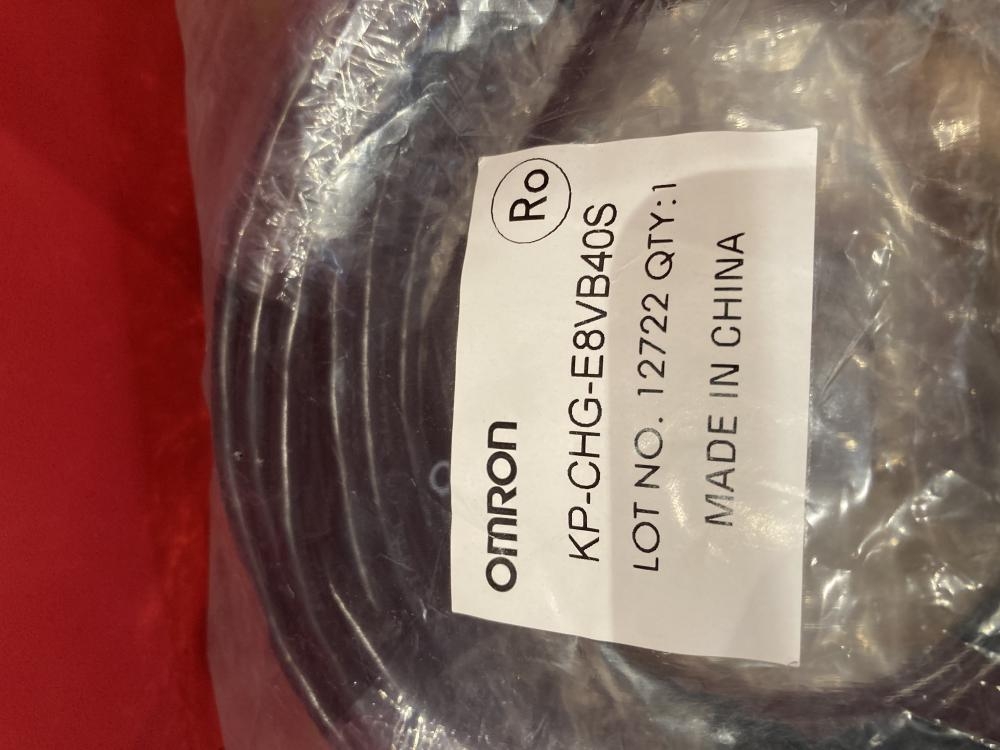 OMRON
Ro
KP-CHG-E8VB40S
LOT NO. 12722 QTY:1
MADE IN CHINA